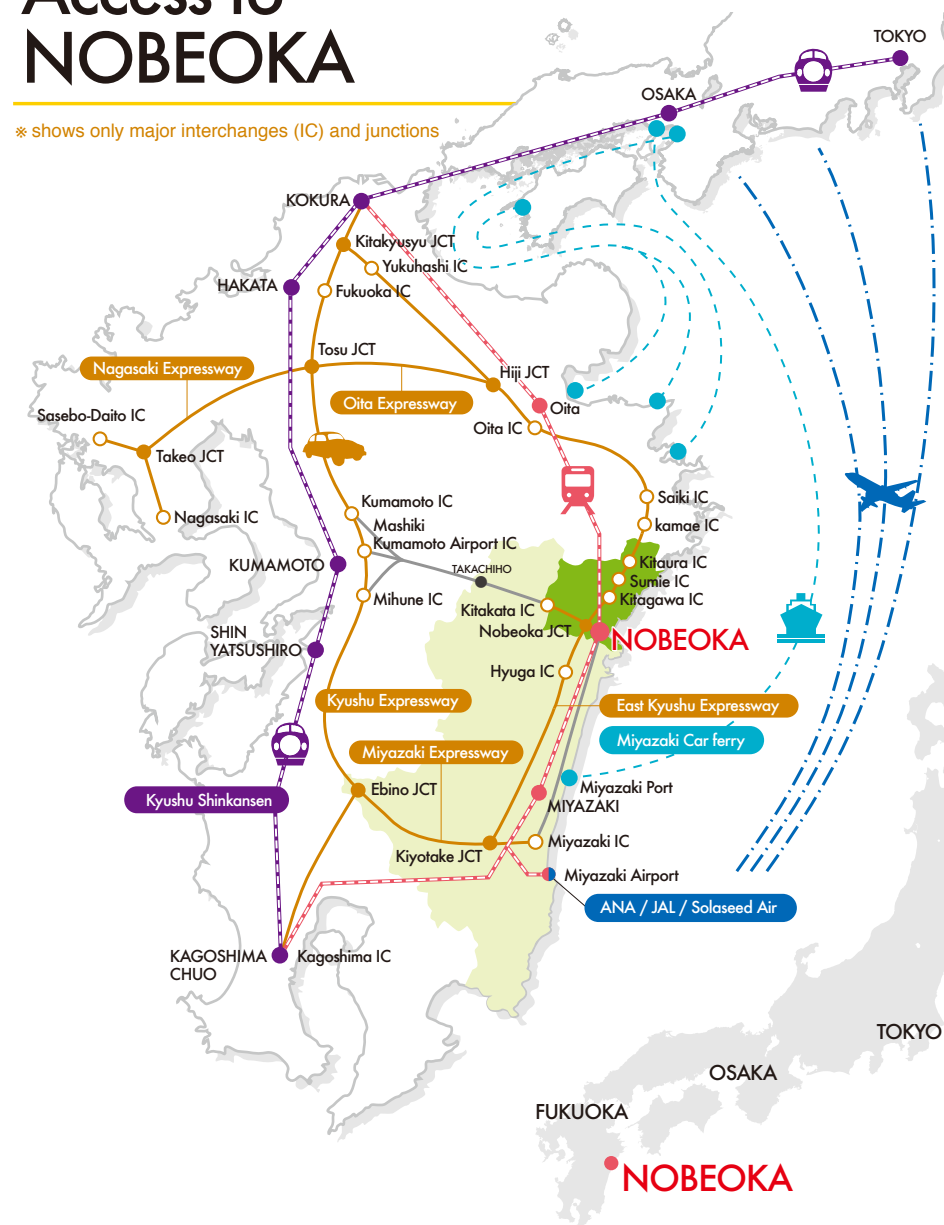 Access to
NOBEOKA
※ shows only major interchanges (IC) and junctions
TOKYO
OSAKA
KOKURA
Kitakyusyu JCT
Yukuhashi IC
HAKATA
Fukuoka IC
Tosu JCT
Nagasaki Expressway
Hiji JCT
Oita Expressway
Oita
Sasebo-Daito IC
Oita IC
Takeo JCT
Saiki IC
Kumamoto IC
Nagasaki IC
Mashiki
Kumamoto Airport IC
kamae IC
KUMAMOTO
TAKACHIHO
Kitaura IC
Sumie IC
Mihune IC
Kitakata IC
Kitagawa IC
SHIN
YATSUSHIRO
Nobeoka JCT
NOBEOKA
Hyuga IC
Kyushu Expressway
East Kyushu Expressway
Miyazaki Car ferry
Miyazaki Expressway
Kyushu Shinkansen
Ebino JCT
Miyazaki Port
MIYAZAKI
Kiyotake JCT
Miyazaki IC
Miyazaki Airport
ANA / JAL / Solaseed Air
KAGOSHIMA
CHUO
Kagoshima IC
TOKYO
OSAKA
FUKUOKA
NOBEOKA